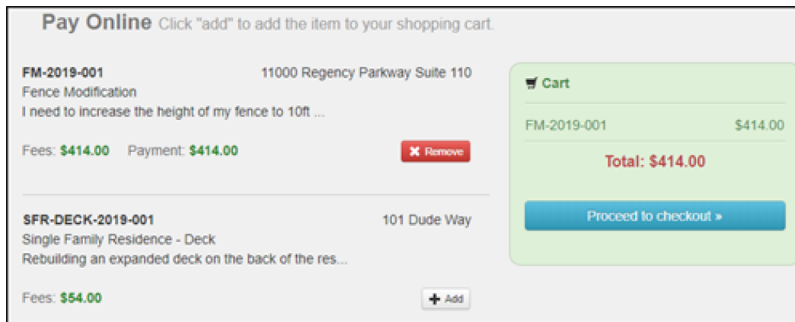 Pay Online Click "add" to add the item to your shopping cart.
FM-2019-001 11000 Regency Parkway Suite 110
Fence Modification
I need to increase the height of my fence to 10ft ...
Fees: $414.00 Payment: $414.00 Remove
SFR-DECK-2019-001 101 Dude Way
Single Family Residence - Deck
Rebuilding an expanded deck on the back of the res...
Fees: $54.00 Add
Cart
FM-2019-001 $414.00
Total: $414.00
Proceed to checkout »